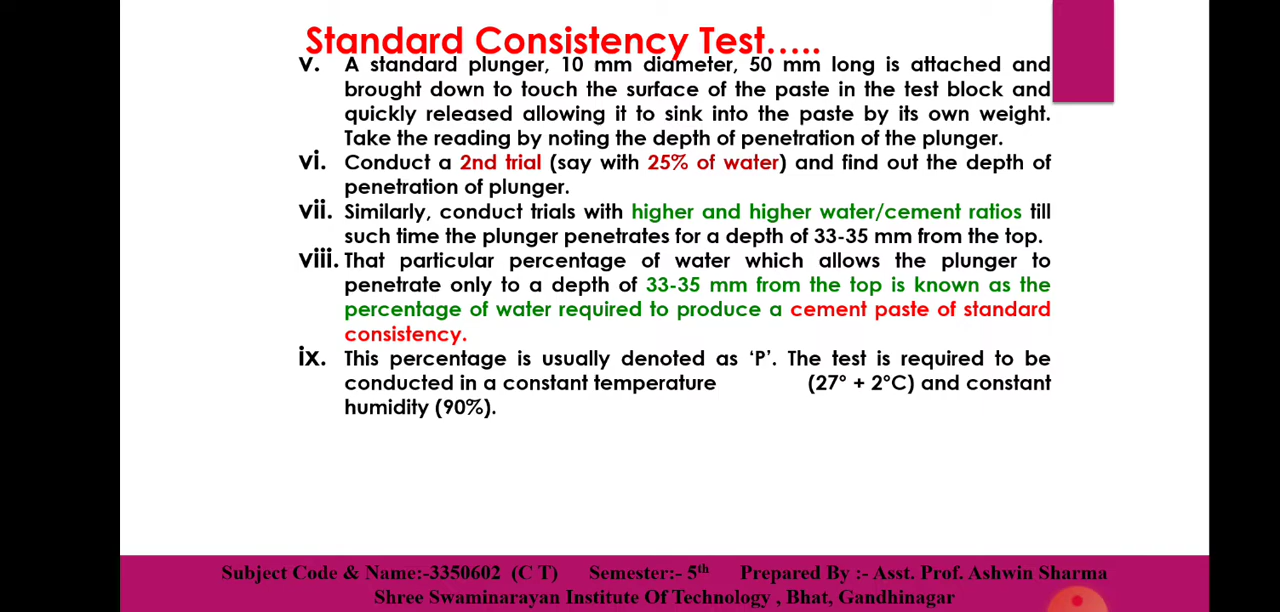 Standard Consistency Test.....
v. A standard plunger, 10 mm diameter, 50 mm long is attached and
brought down to touch the surface of the paste in the test block and
quickly released allowing it to sink into the paste by its own weight.
Take the reading by noting the depth of penetration of the plunger.
vi. Conduct a 2nd trial (say with 25% of water) and find out the depth of
penetration of plunger.
vii. Similarly, conduct trials with higher and higher water/cement ratios till
such time the plunger penetrates for a depth of 33-35 mm from the top.
viii. That particular percentage of water which allows the plunger to
penetrate only to a depth of 33-35 mm from the top is known as the
percentage of water required to produce a cement paste of standard
consistency.
ix. This percentage is usually denoted as ‘P’. The test is required to be
conducted in a constant temperature (27° + 2°C) and constant
humidity (90%).
Subject Code & Name:-3350602 (C T) Semester:- 5th Prepared By :- Asst. Prof. Ashwin Sharma
Shree Swaminarayan Institute Of Technology , Bhat, Gandhinagar